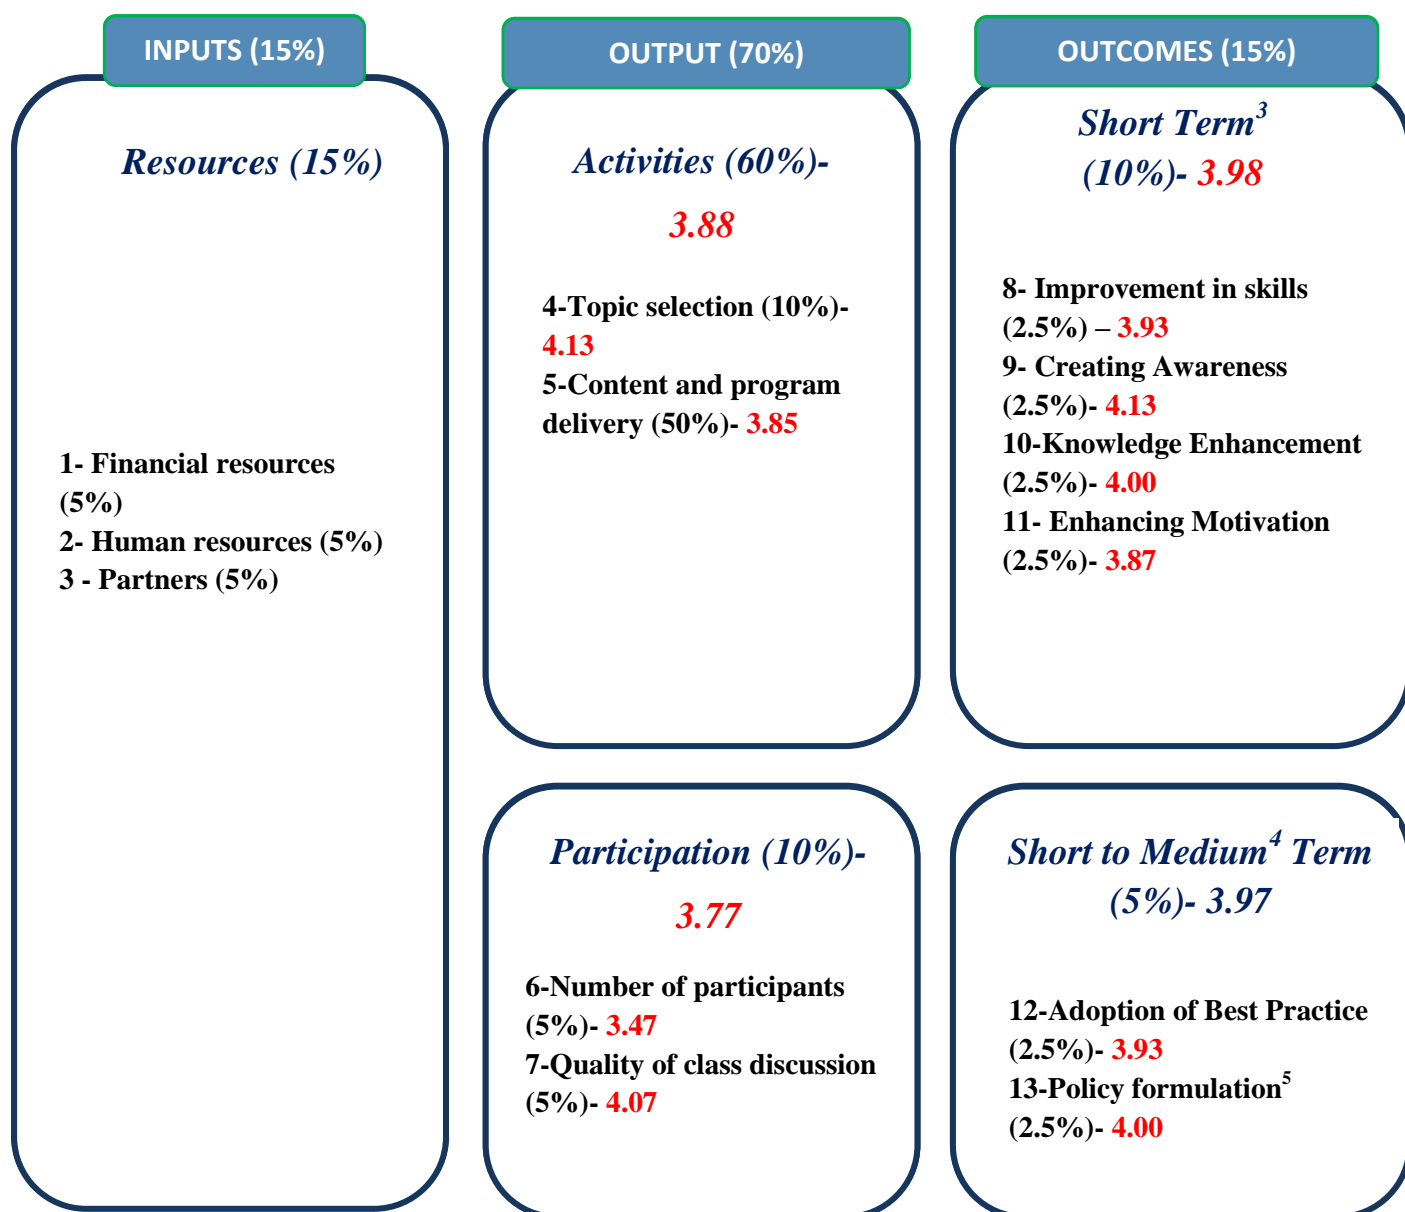 INPUTS (15%)
Resources (15%)
1- Financial resources
(5%)
2- Human resources (5%)
3 - Partners (5%)
OUTPUT (70%)
Activities (60%)-
3.88
4-Topic selection (10%)-
4.13
5-Content and program
delivery (50%)- 3.85
Participation (10%)-
3.77
6-Number of participants
(5%)- 3.47
7-Quality of class discussion
(5%)- 4.07
OUTCOMES (15%)
Short Term³
(10%)- 3.98
8- Improvement in skills
(2.5%) – 3.93
9- Creating Awareness
(2.5%)- 4.13
10-Knowledge Enhancement
(2.5%)- 4.00
11- Enhancing Motivation
(2.5%)- 3.87
Short to Medium⁴ Term
(5%)- 3.97
12-Adoption of Best Practice
(2.5%)- 3.93
13-Policy formulation⁵
(2.5%)- 4.00